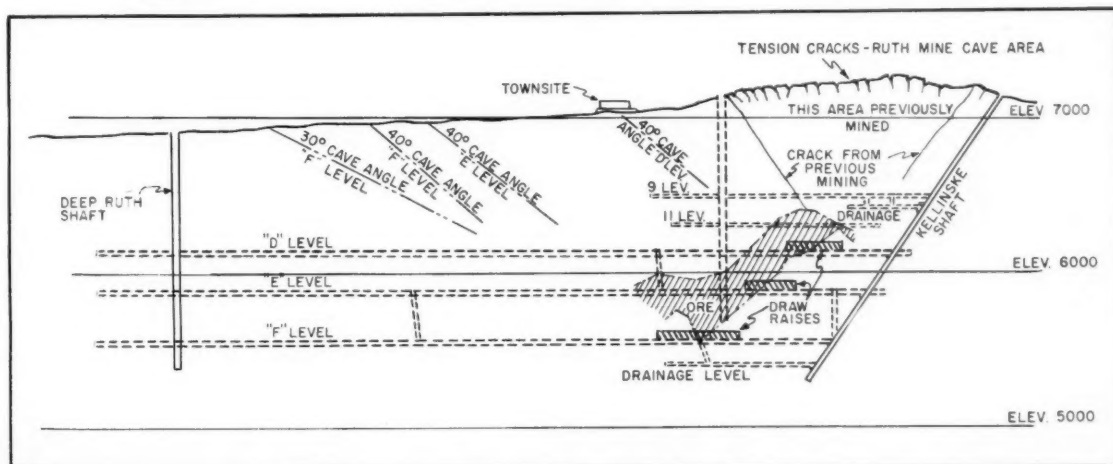 TENSION CRACKS-RUTH MINE CAVE AREA
TOWNSITE
THIS AREA PREVIOUSLY
MINED
ELEV 7000
30° CAVE ANGLE
"F" LEVEL
40° CAVE ANGLE
"F" LEVEL
40° CAVE ANGLE
"E" LEVEL
40° CAVE
ANGLE "D" LEV.
CRACK FROM
PREVIOUS
MINING
DEEP RUTH
SHAFT
9 LEV.
11 LEV.
DRAINAGE
KELLINSKE
SHAFT
"D" LEVEL
ELEV. 6000
"E" LEVEL
ORE
DRAW
RAISES
"F" LEVEL
DRAINAGE LEVEL
ELEV. 5000